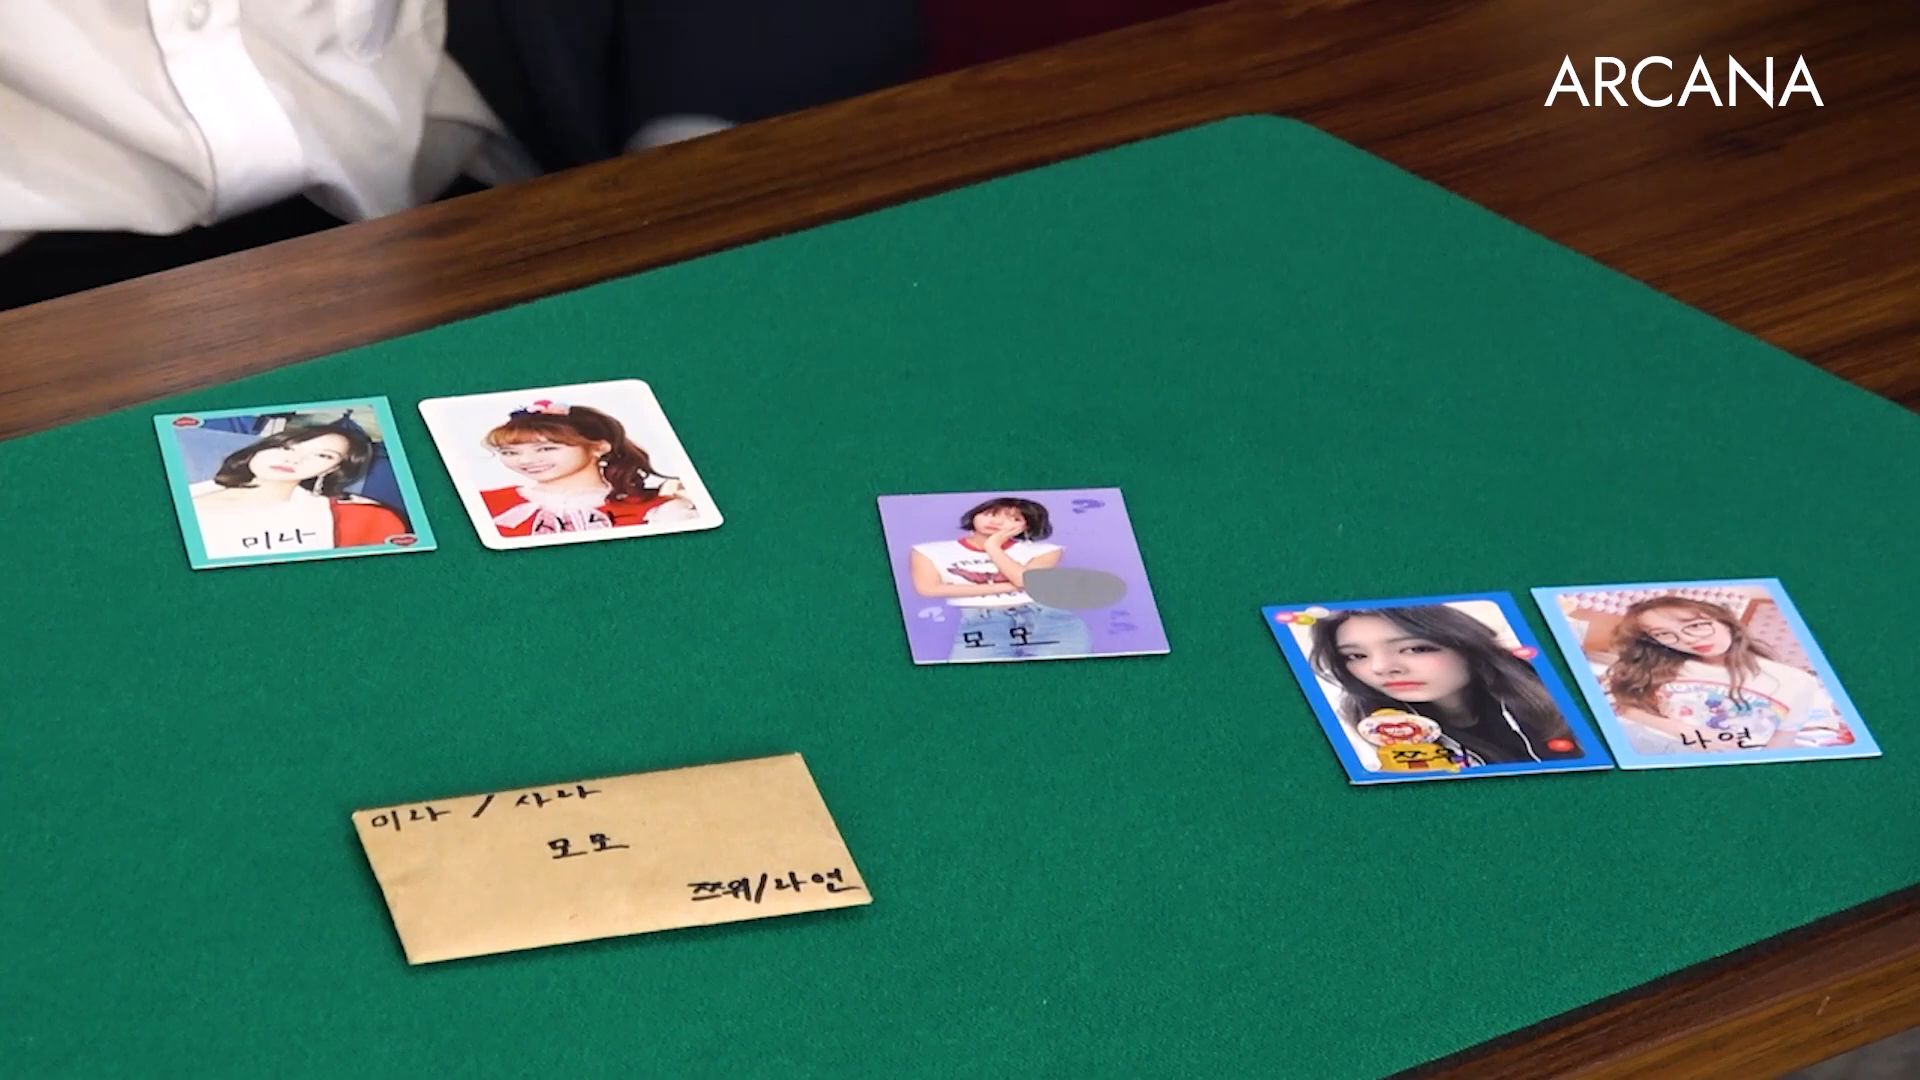 ARCANA
미나
사나
모모
쯔위
나연
미나 / 사나
모모
쯔위/나연